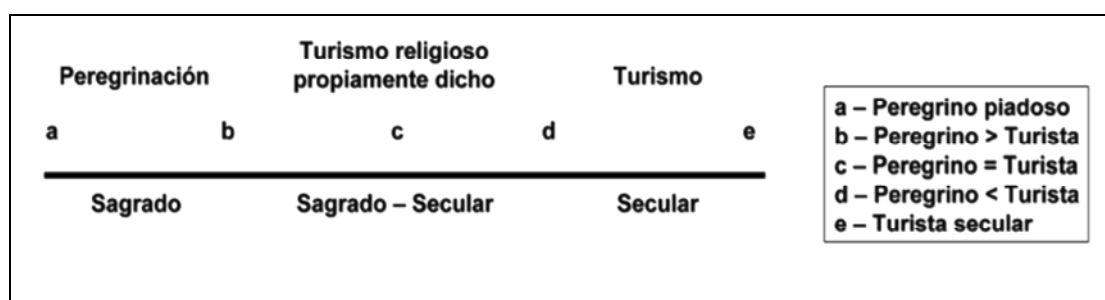 Peregrinación
Turismo religioso
propiamente dicho
Turismo
a b c d e
Sagrado
Sagrado – Secular
Secular
a – Peregrino piadoso
b – Peregrino > Turista
c – Peregrino = Turista
d – Peregrino < Turista
e – Turista secular